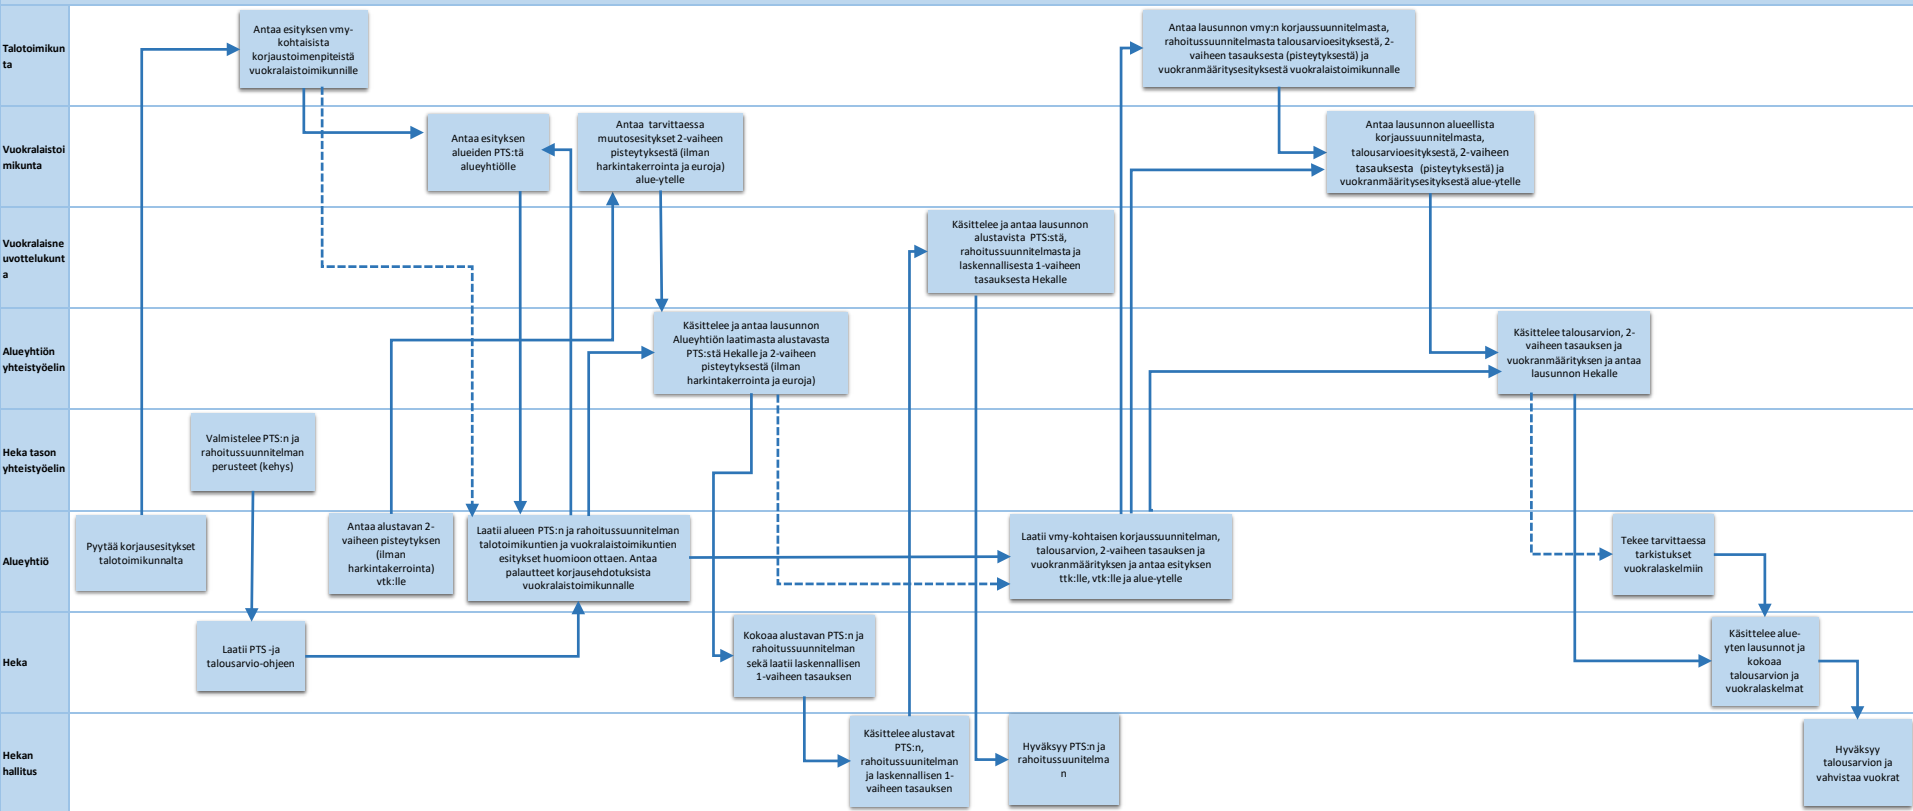 Talotoimikun
ta
Antaa esityksen vmy-
kohtaisista
korjaustoimenpiteistä
vuokralaistoimikunnille
Antaa lausunnon vmy:n korjaussuunnitelmasta,
rahoitussuunnitelmasta talousarvioesityksestä, 2-
vaiheen tasauksesta (pisteytyksestä) ja
vuokranmääritysesityksestä vuokralaistoimikunnalle
Vuokralaistoi
mikunta
Antaa esityksen
alueiden PTS:tä
alueyhtiölle
Antaa tarvittaessa
muutosesitykset 2-vaiheen
pisteytyksestä (ilman
harkintakerrointa ja euroja)
alue-ytelle
Antaa lausunnon alueellista
korjaussuunnitelmasta,
talousarvioesityksestä, 2-vaiheen
tasauksesta (pisteytyksestä) ja
vuokranmääritysesityksestä alue-ytelle
Vuokralaisne
uvottelukunt
a
Käsittelee ja antaa lausunnon
alustavista PTS:stä,
rahoitussuunnitelmasta ja
laskennallisesta 1-vaiheen
tasauksesta Hekalle
Alueyhtiön
yhteistyöelin
Käsittelee ja antaa lausunnon
Alueyhtiön laatimasta alustavasta
PTS:stä Hekalle ja 2-vaiheen
pisteytyksestä (ilman
harkintakerrointa ja euroja)
Käsittelee talousarvion, 2-
vaiheen tasauksen ja
vuokranmäärityksen ja antaa
lausunnon Hekalle
Heka tason
yhteistyöelin
Valmistelee PTS:n ja
rahoitussuunnitelman
perusteet (kehys)
Alueyhtiö
Pyytää korjausesitykset
talotoimikunnalta
Antaa alustavan 2-
vaiheen pisteytyksen
(ilman
harkintakerrointa)
vtk:lle
Laatii alueen PTS:n ja rahoitussuunnitelman
talotoimikuntien ja vuokralaistoimikuntien
esitykset huomioon ottaen. Antaa
palautteet korjausehdotuksista
vuokralaistoimikunnalle
Laatii vmy-kohtaisen korjaussuunnitelman,
talousarvion, 2-vaiheen tasauksen ja
vuokranmäärityksen ja antaa esityksen
ttk:lle, vtk:lle ja alue-ytelle
Tekee tarvittaessa
tarkistukset
vuokralaskelmiin
Heka
Laatii PTS -ja
talousarvio-ohjeen
Kokoaa alustavan PTS:n ja
rahoitussuunnitelman
sekä laatii laskennallisen
1-vaiheen tasauksen
Käsittelee alue-
yten lausunnot ja
kokoaa
talousarvion ja
vuokralaskelmat
Hekan
hallitus
Käsittelee alustavat
PTS:n,
rahoitussuunitelman
ja laskennallisen 1-
vaiheen tasauksen
Hyväksyy PTS:n ja
rahoitussuunitelma
n
Hyväksyy
talousarvion ja
vahvistaa vuokrat